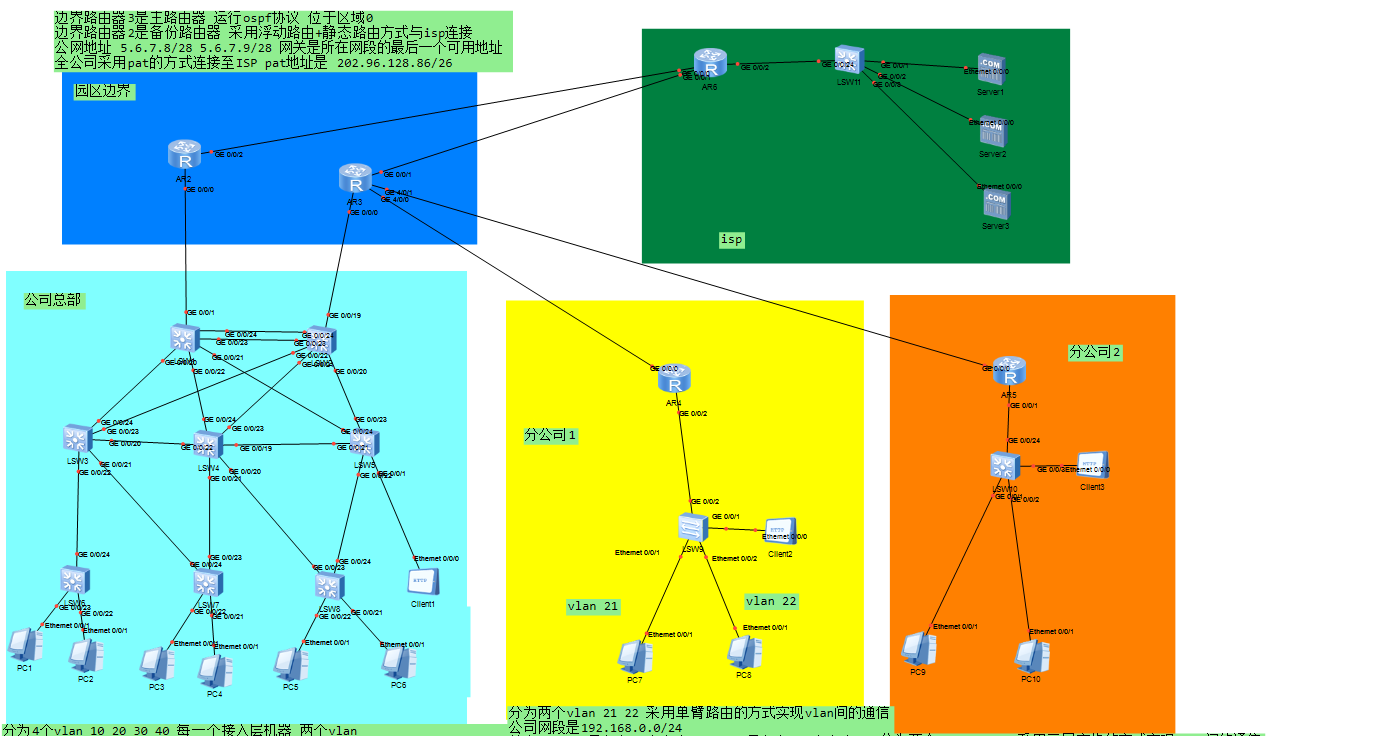 边界路由器3是主路由器 运行ospf协议 位于区域0
边界路由器2是备份路由器 采用浮动路由+静态路由方式与isp连接
公网地址 5.6.7.8/28 5.6.7.9/28 网关是所在网段的最后一个可用地址
全公司采用pat的方式连接至ISP pat地址是 202.96.128.86/26
园区边界
AR2
GE 0/0/2
GE 0/0/0
AR3
GE 0/0/1
GE 4/0/1
GE 4/0/0
GE 0/0/0
AR6
GE 0/0/2
LSW11
GE 0/0/24
GE 0/0/1
GE 0/0/2
GE 0/0/3
Ethernet 0/0/0
Server1
Ethernet 0/0/0
Server2
Ethernet 0/0/0
Server3
isp
公司总部
GE 0/0/1
GE 0/0/19
GE 0/0/24
GE 0/0/23
GE 0/0/21
GE 0/0/20
GE 0/0/22
GE 0/0/24
GE 0/0/23
GE 0/0/22
GE 0/0/20
LSW3
GE 0/0/24
GE 0/0/23
GE 0/0/20
GE 0/0/21
GE 0/0/22
LSW4
GE 0/0/24
GE 0/0/23
GE 0/0/22
GE 0/0/19
GE 0/0/20
GE 0/0/21
LSW5
GE 0/0/23
GE 0/0/24
GE 0/0/21
GE 0/0/1
GE 0/0/24
LSW6
GE 0/0/23
GE 0/0/22
GE 0/0/23
GE 0/0/24
LSW7
GE 0/0/22
GE 0/0/21
GE 0/0/24
GE 0/0/23
LSW8
GE 0/0/22
GE 0/0/21
Ethernet 0/0/0
Client1
Ethernet 0/0/1
PC1
Ethernet 0/0/1
PC2
Ethernet 0/0/1
PC3
Ethernet 0/0/1
PC4
Ethernet 0/0/1
PC5
Ethernet 0/0/1
PC6
分为4个vlan 10 20 30 40 每一个接入层机器 两个vlan
分公司1
GE 0/0/0
AR4
GE 0/0/2
GE 0/0/2
GE 0/0/1
LSW9
Ethernet 0/0/1
Ethernet 0/0/2
Ethernet 0/0/0
Client2
vlan 21
vlan 22
Ethernet 0/0/1
PC7
Ethernet 0/0/1
PC8
分为两个vlan 21 22 采用单臂路由的方式实现vlan间的通信
公司网段是192.168.0.0/24
分公司2
GE 0/0/0
AR5
GE 0/0/1
GE 0/0/24
LSW10
GE 0/0/3
Ethernet 0/0/0
Client3
GE 0/0/1
GE 0/0/2
Ethernet 0/0/1
PC9
Ethernet 0/0/1
PC10